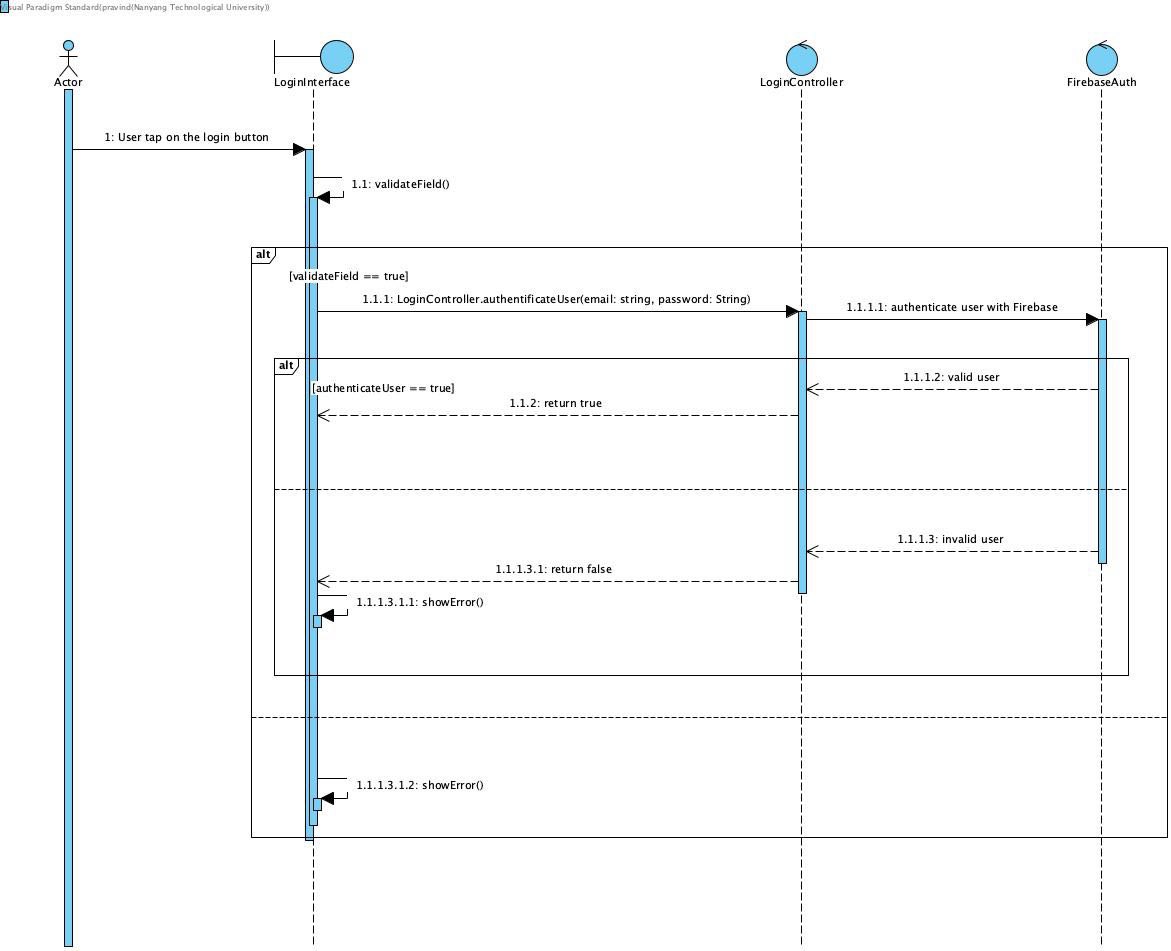 Visual Paradigm Standard(pravind(Nanyang Technological University))
Actor
LoginInterface
LoginController
FirebaseAuth
1: User tap on the login button
1.1: validateField()
alt
[validateField == true]
1.1.1: LoginController.authentificateUser(email: string, password: String)
1.1.1.1: authenticate user with Firebase
alt
[authenticateUser == true]
1.1.1.2: valid user
1.1.2: return true
1.1.1.3: invalid user
1.1.1.3.1: return false
1.1.1.3.1.1: showError()
1.1.1.3.1.2: showError()